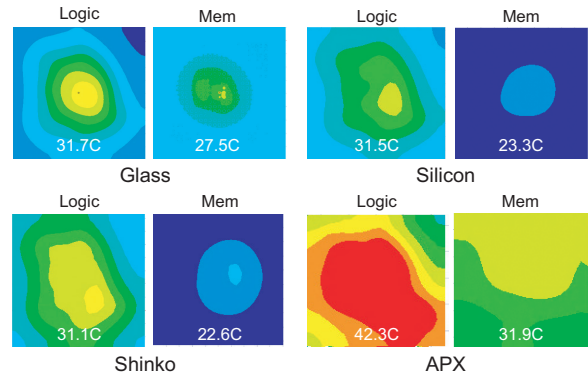 Logic Mem Logic Mem
31.7C 27.5C 31.5C 23.3C
Glass Silicon
Logic Mem Logic Mem
31.1C 22.6C 42.3C 31.9C
Shinko APX